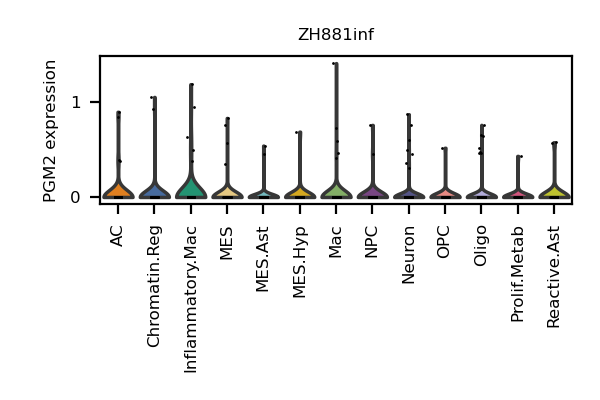 ZH881inf
PGM2 expression
1
0
AC
Chromatin.Reg
Inflammatory.Mac
MES
MES.Ast
MES.Hyp
Mac
NPC
Neuron
OPC
Oligo
Prolif.Metab
Reactive.Ast